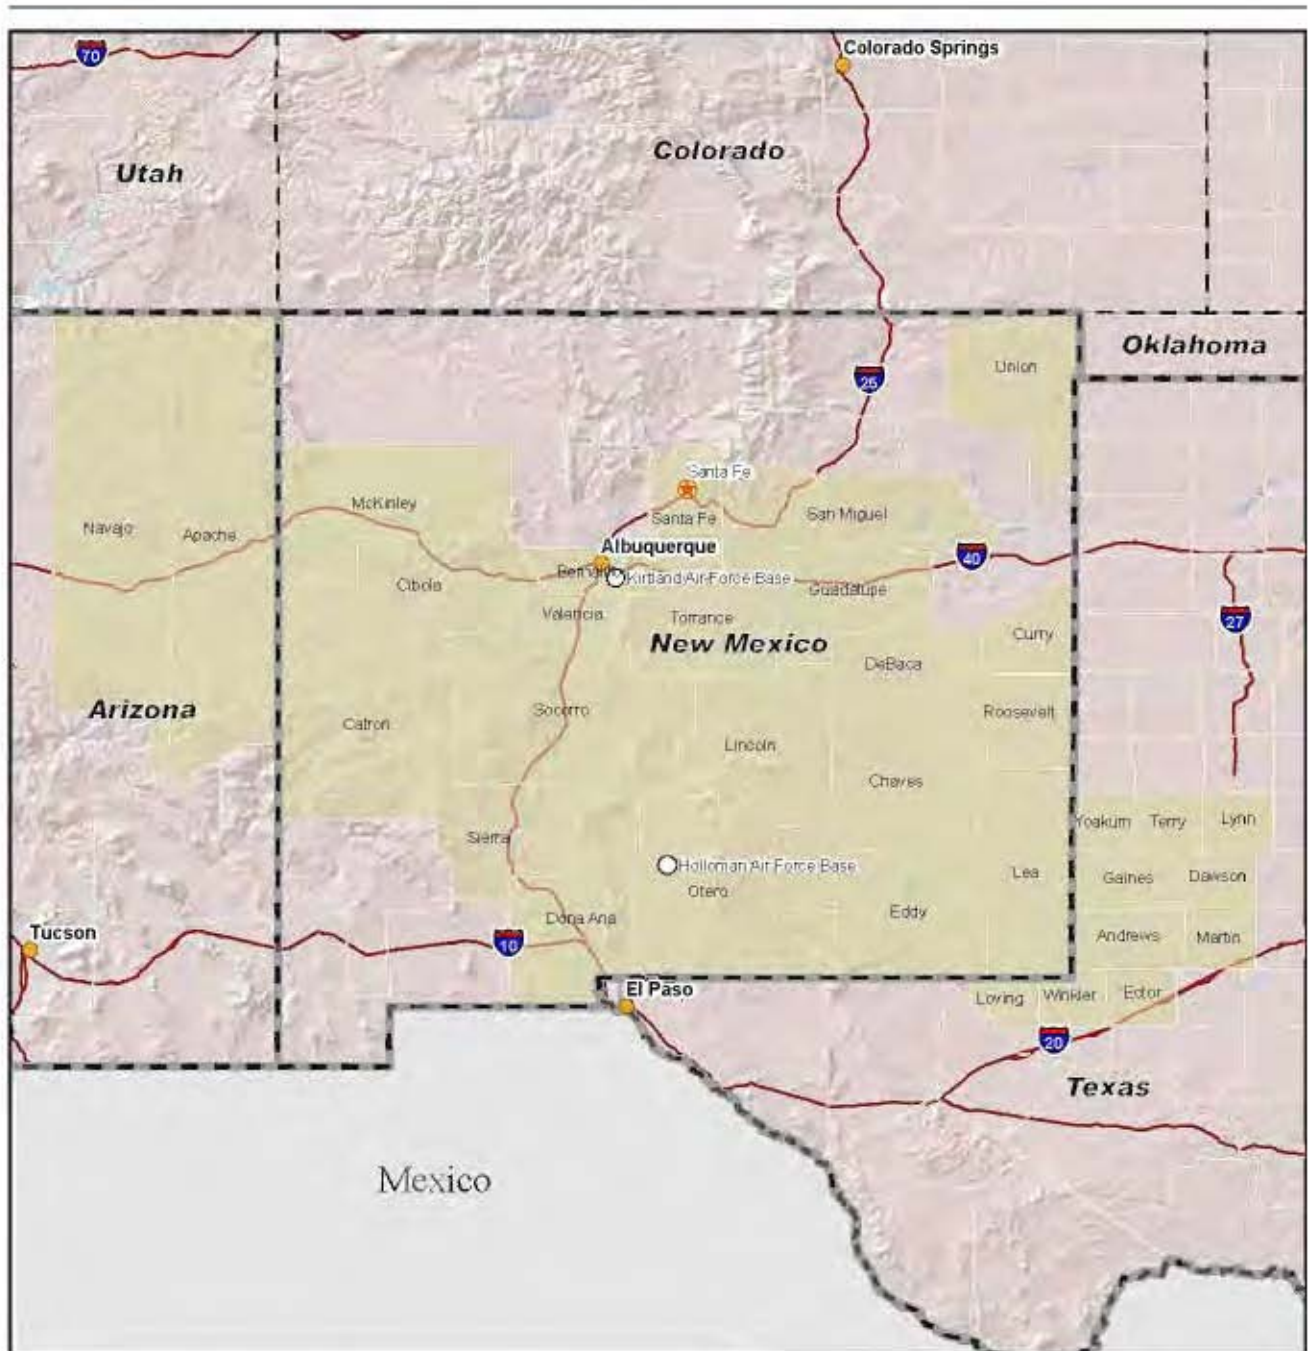 Colorado Springs
70
Colorado
Utah
Oklahoma
Union
25
Santa Fe
McKinley
San Miguel
Santa Fe
Navajo
Apache
Albuquerque
40
Kirtland Air Force Base
Cibola
Guadalupe
Valencia
Torrance
27
Curry
New Mexico
DeBaca
Arizona
Socorro
Roosevelt
Catron
Lincoln
Chaves
Yoakum Terry Lynn
Sierra
Holloman Air Force Base
Lea
Gaines Dawson
Otero
Eddy
Dona Ana
Tucson
10
Andrews Martin
El Paso
Loving Winkler Ector
20
Texas
Mexico